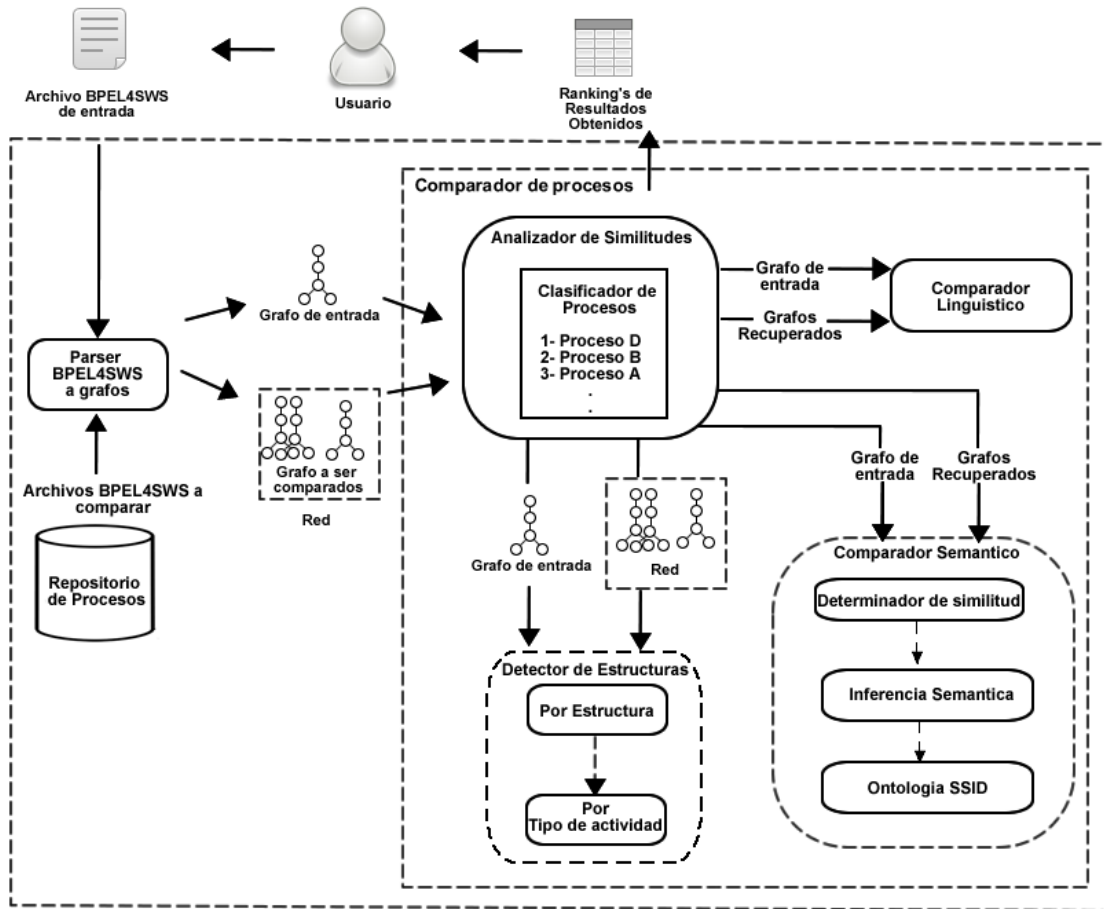 Archivo BPEL4SWS
de entrada
Usuario
Ranking's de
Resultados
Obtenidos
Comparador de procesos
Analizador de Similitudes
Clasificador de
Procesos
1- Proceso D
2- Proceso B
3- Proceso A
.
.
Grafo de
entrada
Grafos
Recuperados
Comparador
Linguistico
Grafo de entrada
Parser
BPEL4SWS
a grafos
Grafo a ser
comparados
Red
Archivos BPEL4SWS a
comparar
Repositorio
de Procesos
Grafo de entrada
Red
Grafo de
entrada
Grafos
Recuperados
Detector de Estructuras
Por Estructura
Por
Tipo de actividad
Comparador Semantico
Determinador de similitud
Inferencia Semantica
Ontologia SSID